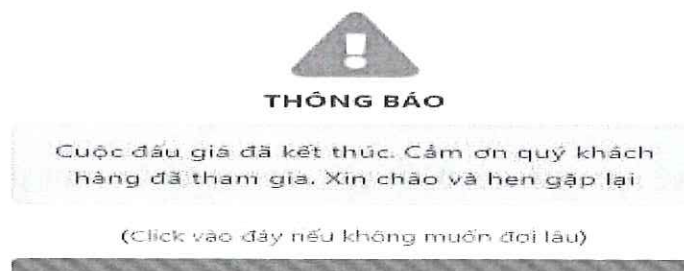 THÔNG BÁO
Cuộc đấu giá đã kết thúc. Cảm ơn quý khách
hàng đã tham gia. Xin chào và hẹn gặp lại
(Click vào đây nếu không muốn đợi lâu)